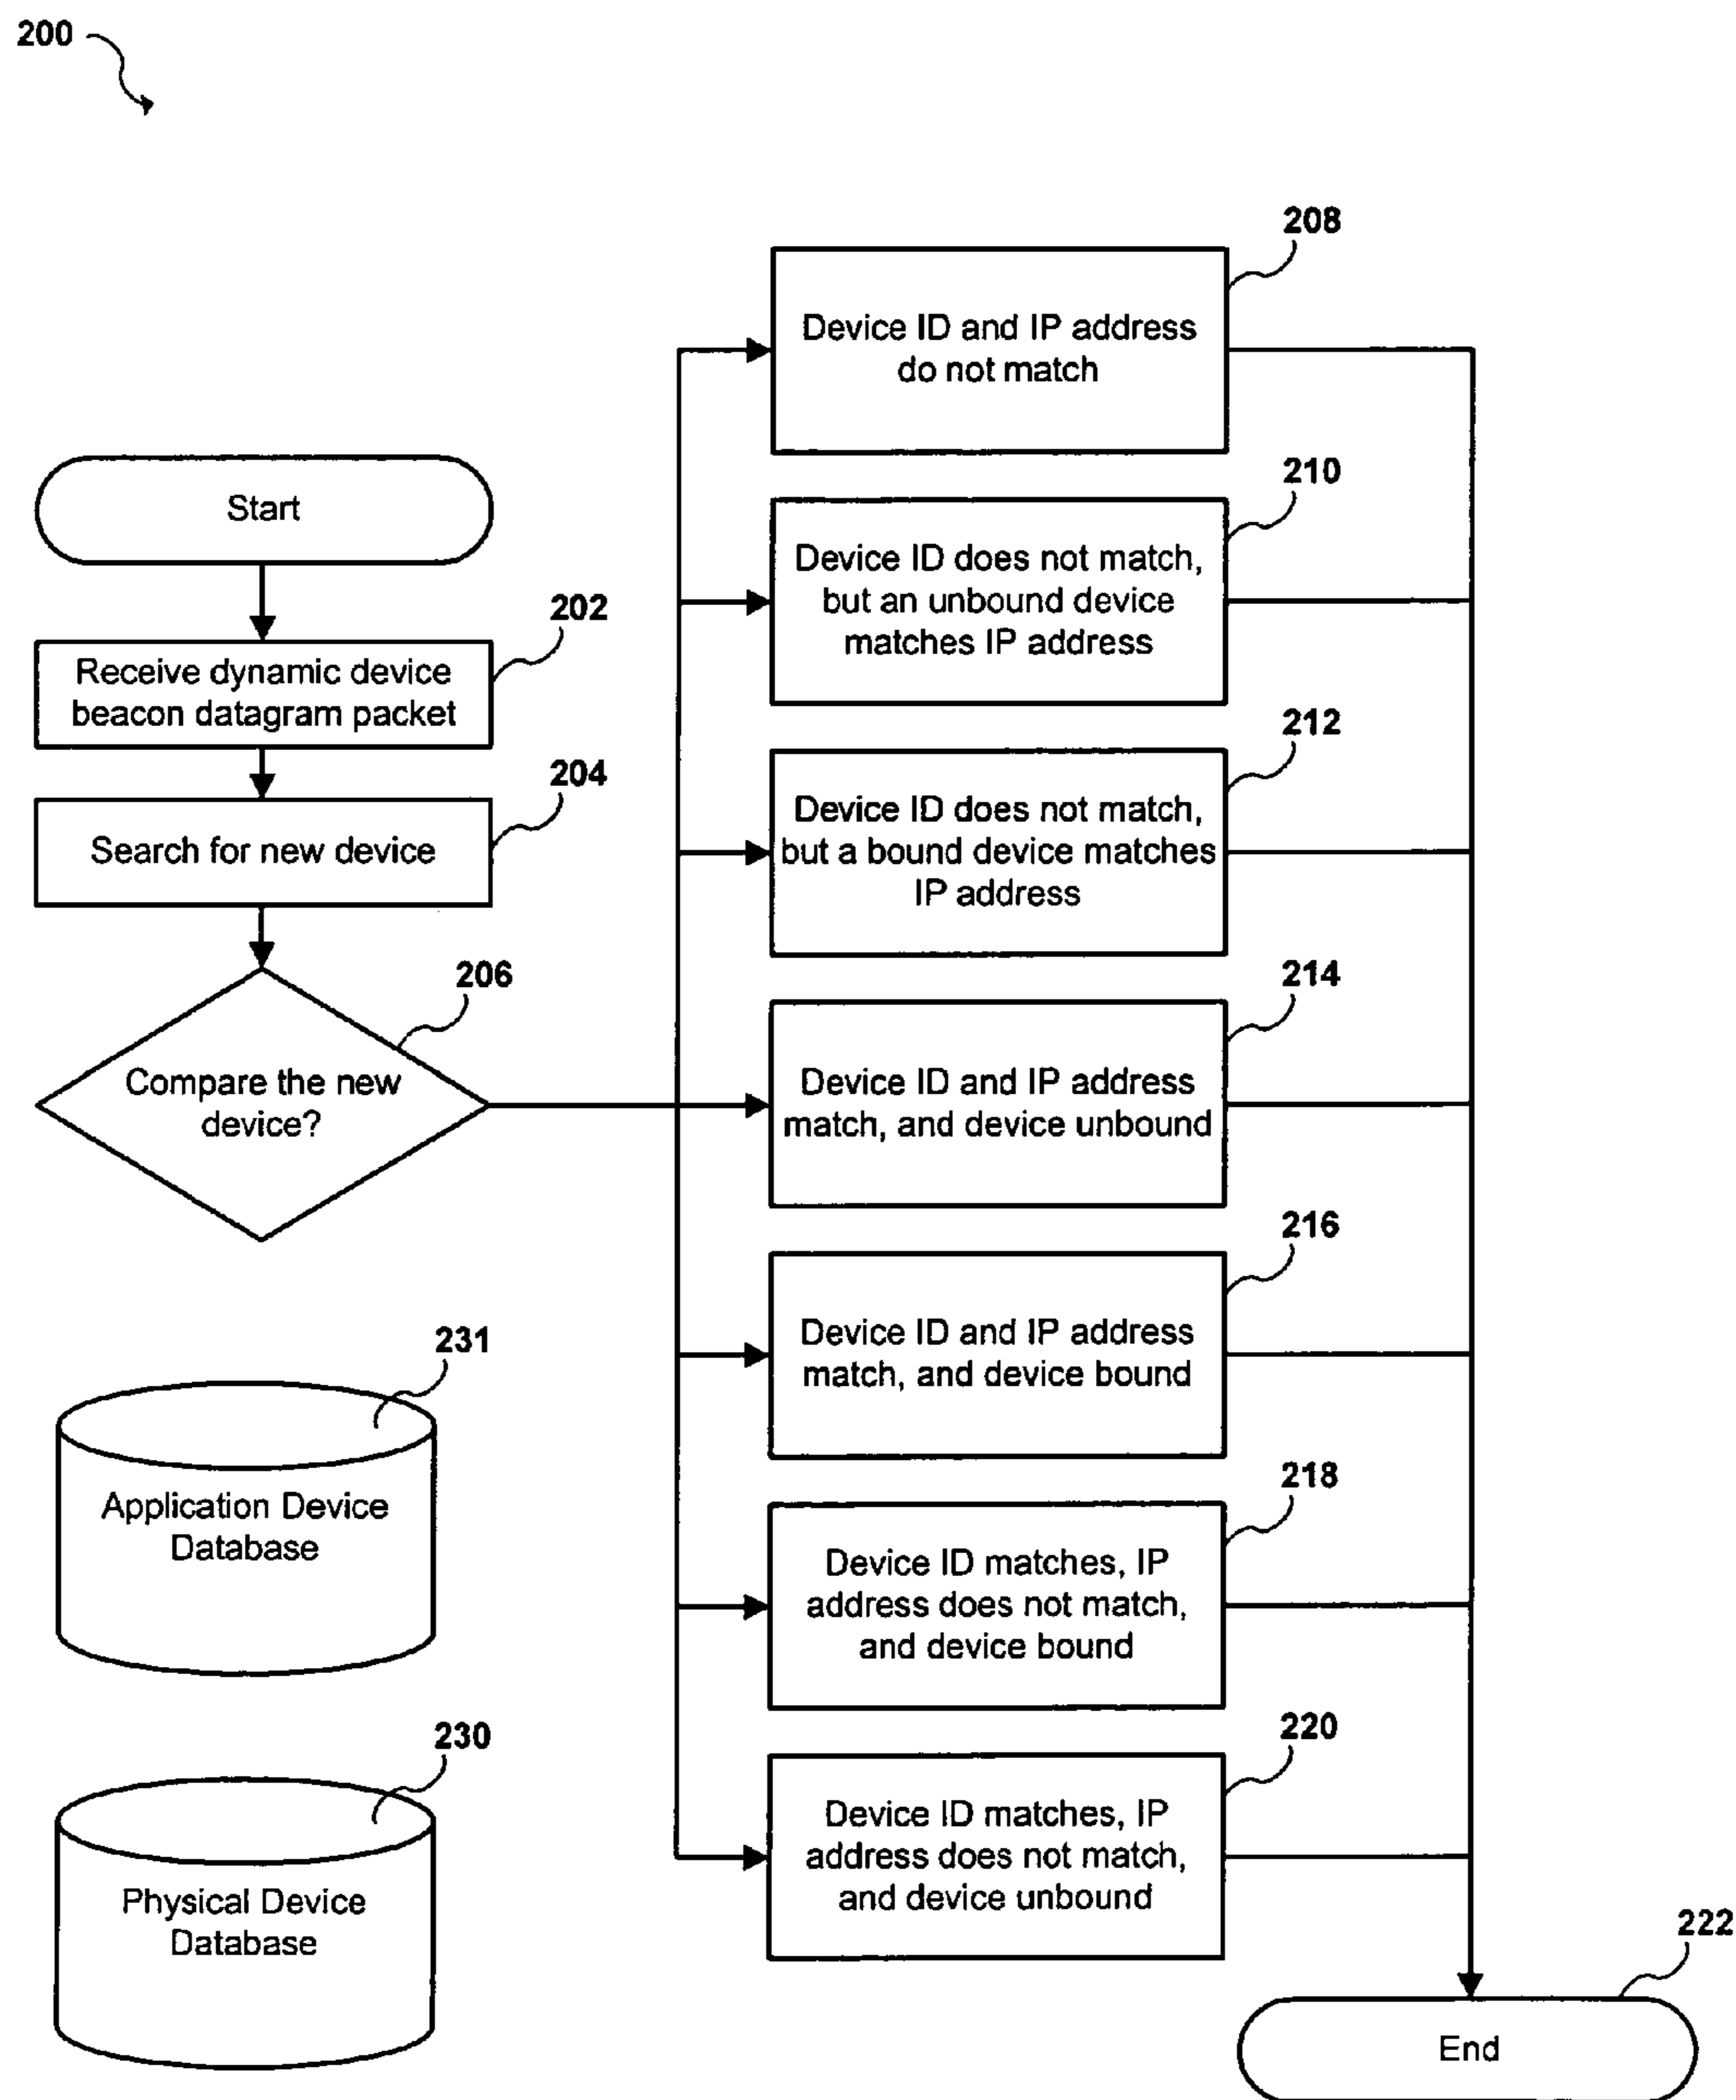 200
Start
202
Receive dynamic device
beacon datagram packet
204
Search for new device
206
Compare the new
device?
208
Device ID and IP address
do not match
210
Device ID does not match,
but an unbound device
matches IP address
212
Device ID does not match,
but a bound device matches
IP address
214
Device ID and IP address
match, and device unbound
216
Device ID and IP address
match, and device bound
218
Device ID matches, IP
address does not match,
and device bound
220
Device ID matches, IP
address does not match,
and device unbound
231
Application Device
Database
230
Physical Device
Database
222
End